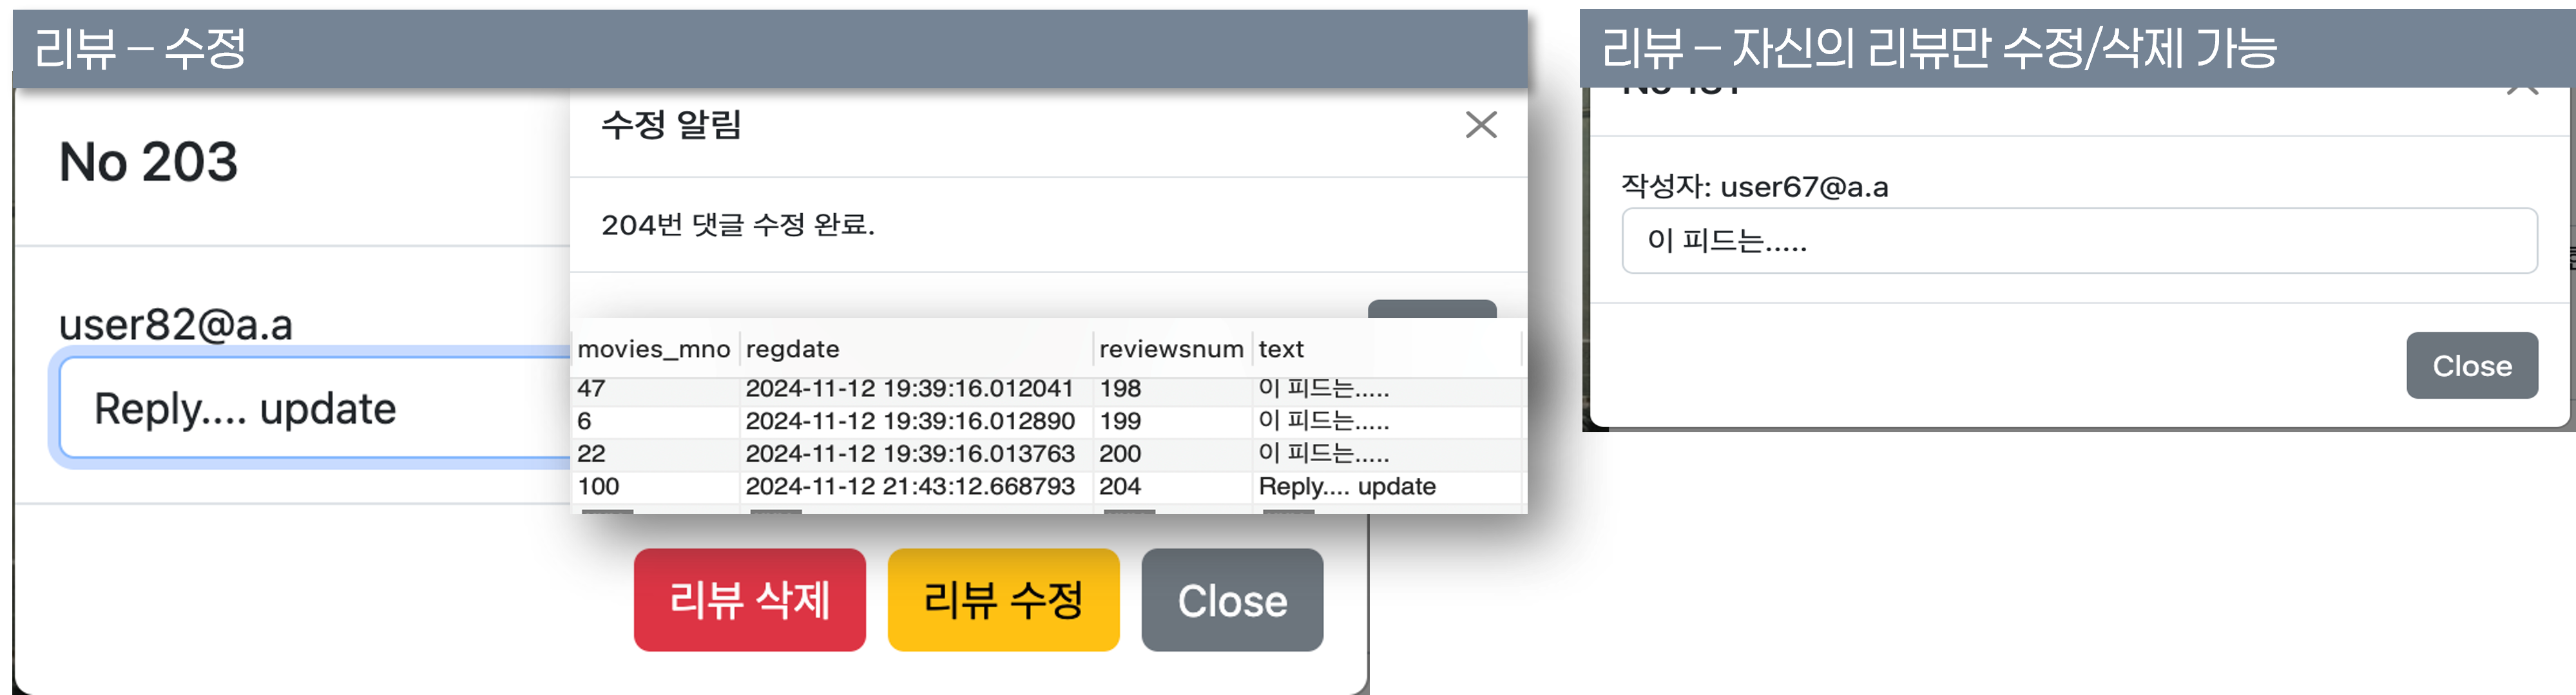 리뷰 – 수정
No 203
user82@a.a
Reply.... update
수정 알림
204번 댓글 수정 완료.
movies_mno regdate reviewsnum text
47 2024-11-12 19:39:16.012041 198 이 피드는.....
6 2024-11-12 19:39:16.012890 199 이 피드는.....
22 2024-11-12 19:39:16.013763 200 이 피드는.....
100 2024-11-12 21:43:12.668793 204 Reply.... update
리뷰 삭제 리뷰 수정 Close
리뷰 – 자신의 리뷰만 수정/삭제 가능
작성자: user67@a.a
이 피드는.....
Close